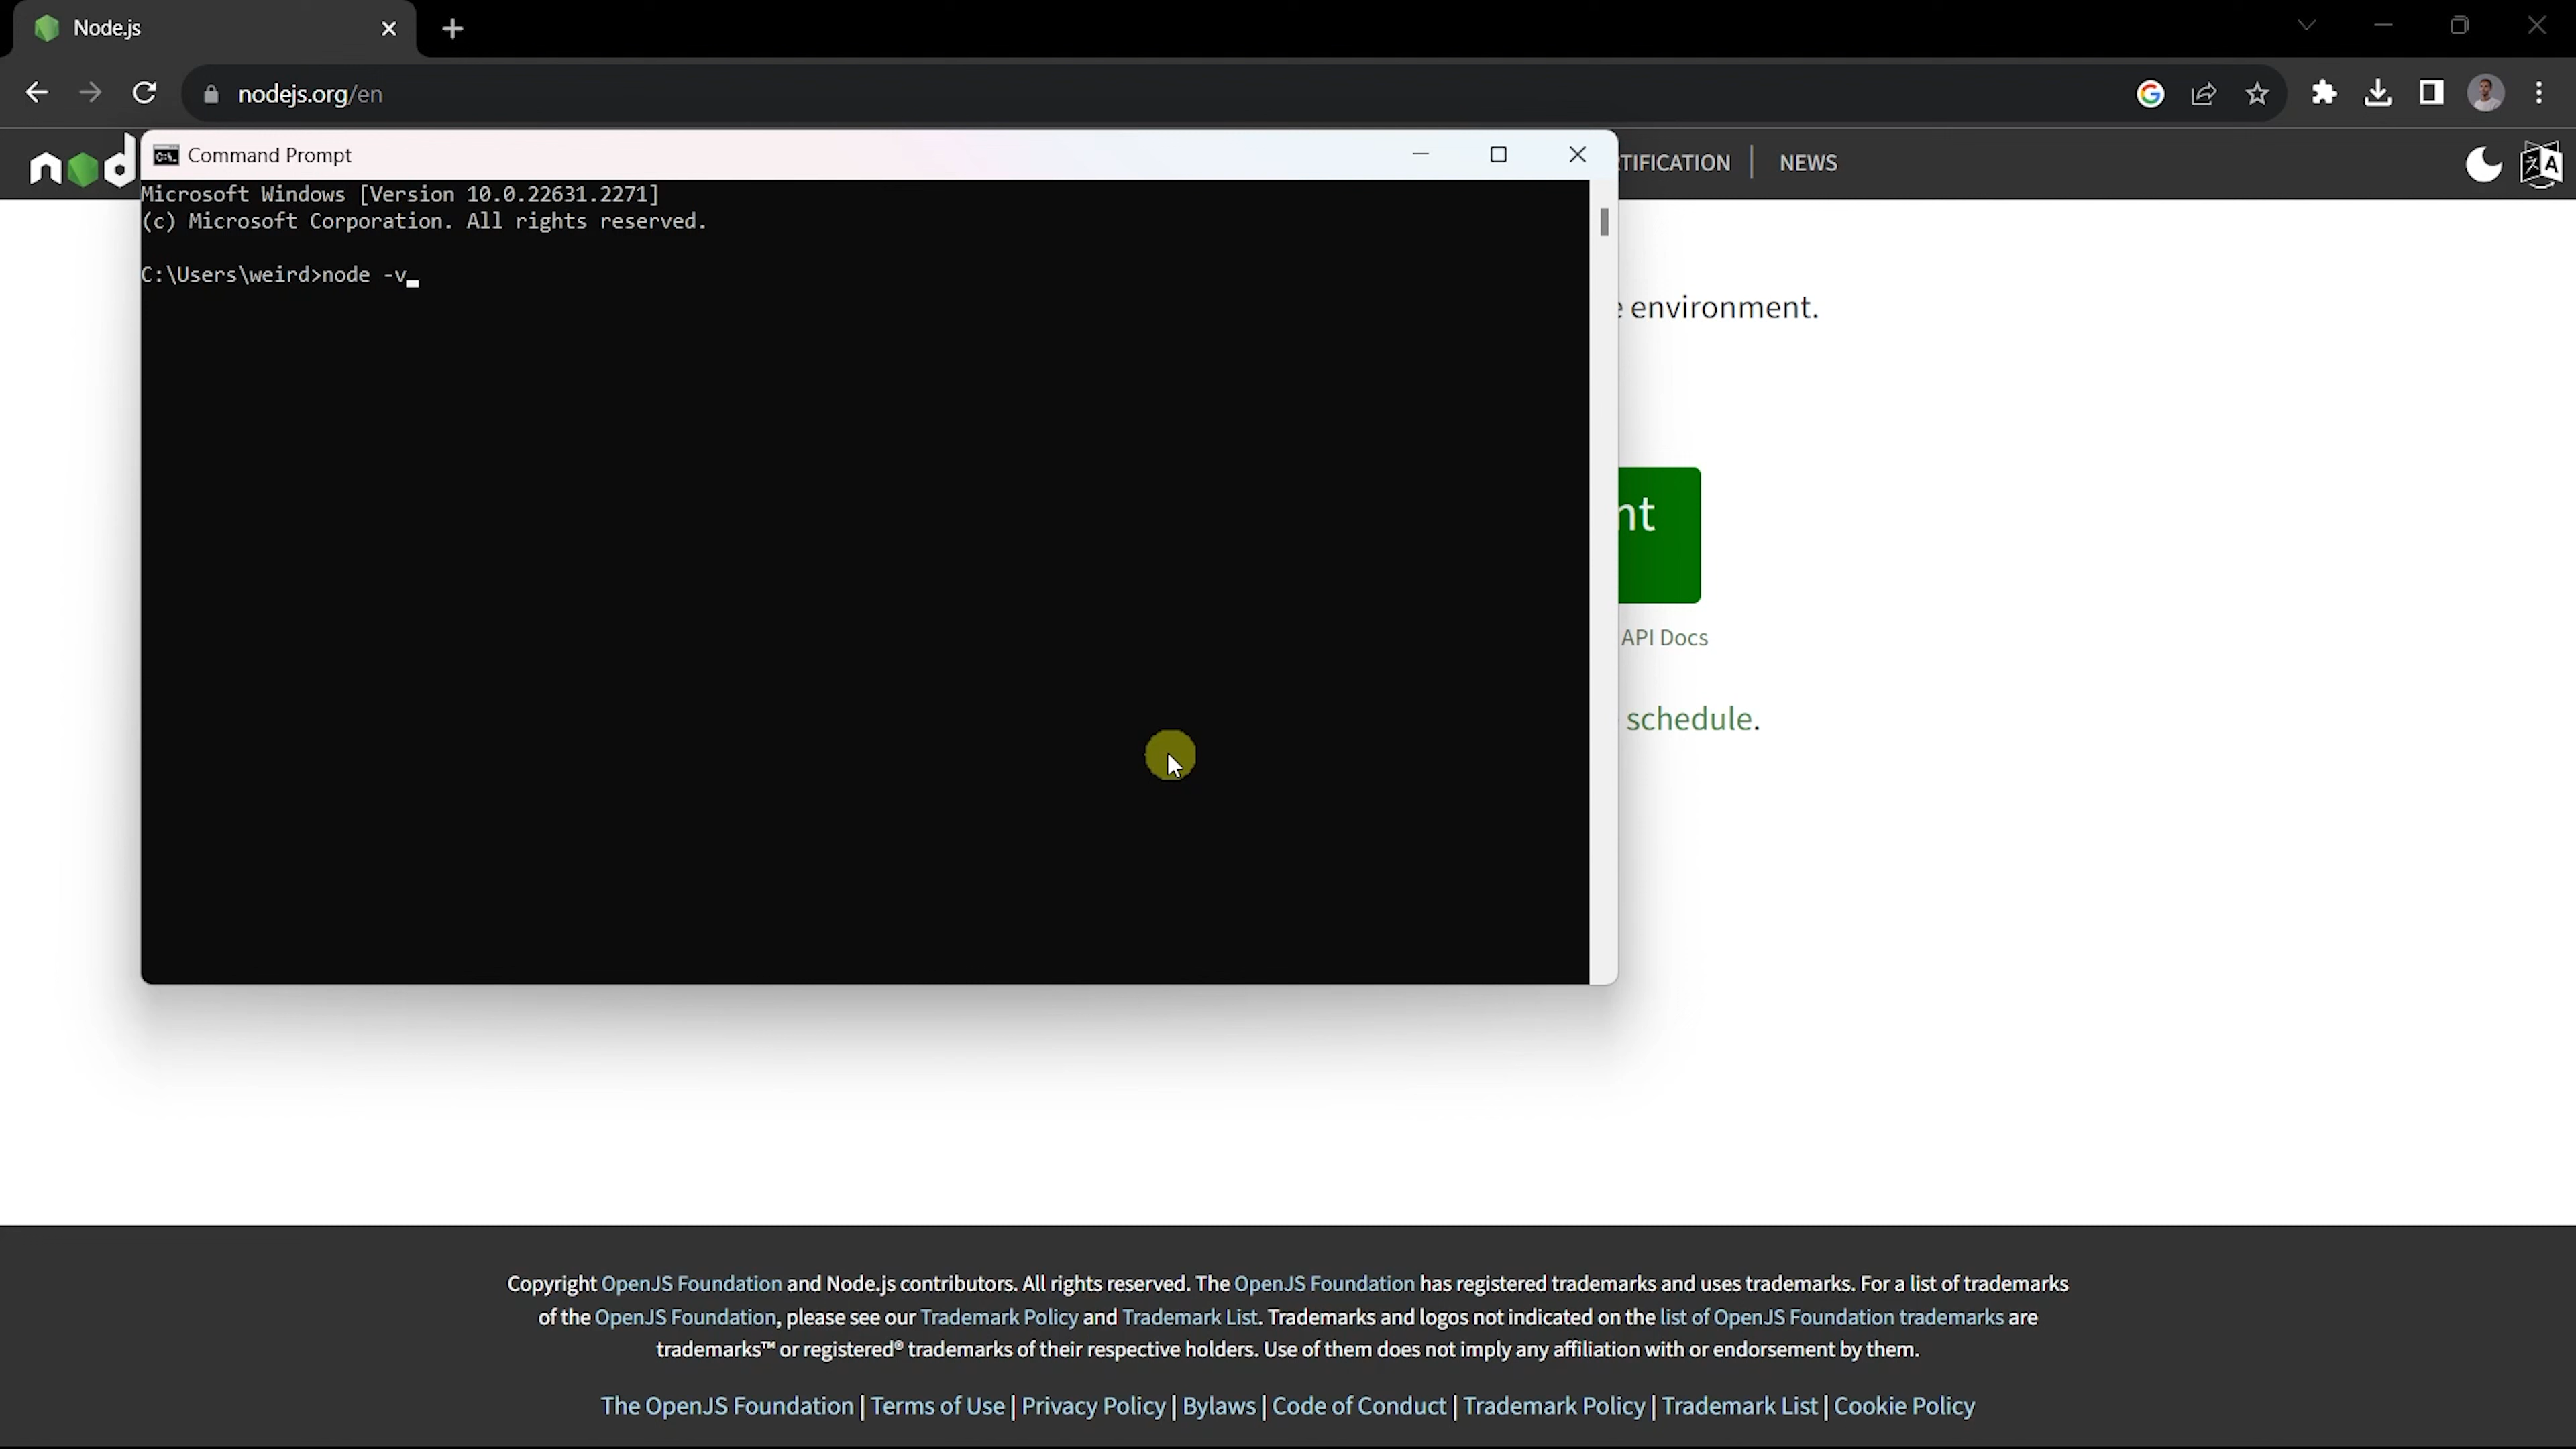 Node.js
nodejs.org/en
nod
Command Prompt
TIFICATION | NEWS
Microsoft Windows [Version 10.0.22631.2271]
(c) Microsoft Corporation. All rights reserved.
C:\Users\weird>node -v
e environment.
nt
API Docs
schedule.
Copyright OpenJS Foundation and Node.js contributors. All rights reserved. The OpenJS Foundation has registered trademarks and uses trademarks. For a list of trademarks
of the OpenJS Foundation, please see our Trademark Policy and Trademark List. Trademarks and logos not indicated on the list of OpenJS Foundation trademarks are
trademarks™ or registered® trademarks of their respective holders. Use of them does not imply any affiliation with or endorsement by them.
The OpenJS Foundation | Terms of Use | Privacy Policy | Bylaws | Code of Conduct | Trademark Policy | Trademark List | Cookie Policy